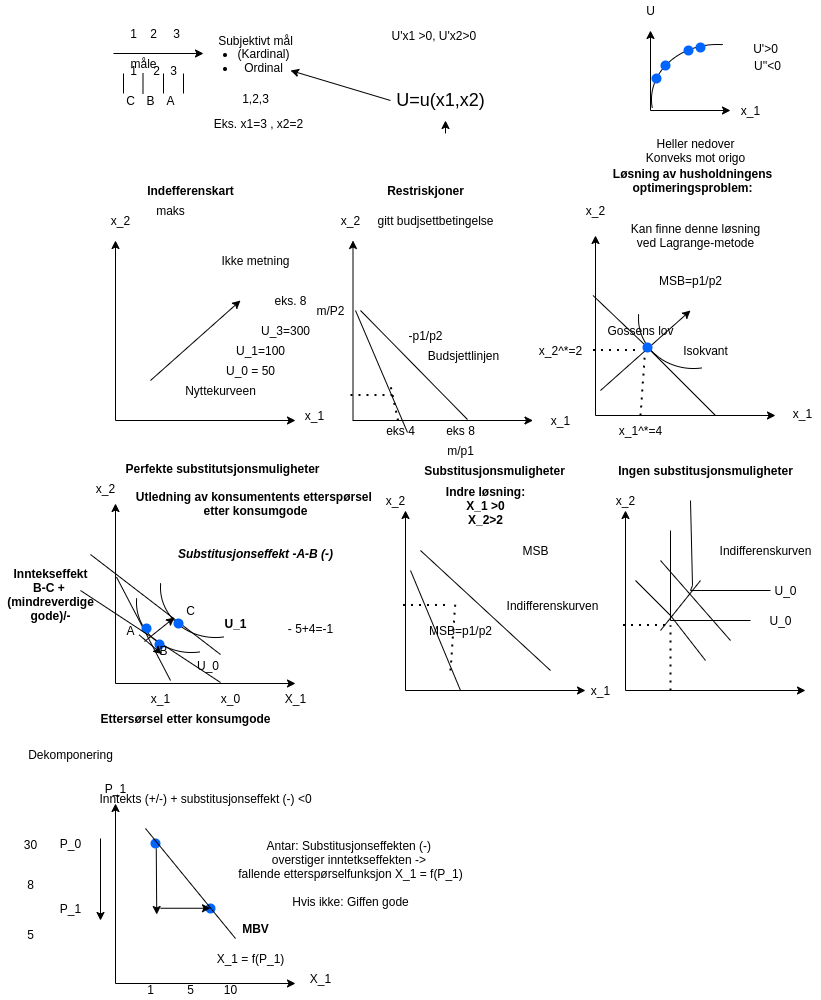 1 2 3
måle
1 2 3
C B A
Subjektivt mål
• (Kardinal)
• Ordinal
1,2,3
Eks. x1=3 , x2=2
U'x1 >0, U'x2>0
U=u(x1,x2)
U
U'>0
U''<0
x_1
Heller nedover
Konveks mot origo
Løsning av husholdningens
optimeringsproblem:
Indefferenskart
maks
x_2
Ikke metning
eks. 8
U_3=300
U_1=100
U_0 = 50
Nyttekurveen
x_1
Restriskjoner
x_2
gitt budjsettbetingelse
m/P2
-p1/p2
Budsjettlinjen
eks 4
eks 8
x_1
m/p1
x_2
Kan finne denne løsning
ved Lagrange-metode
MSB=p1/p2
Gossens lov
x_2^*=2
Isokvant
x_1^*=4
x_1
Perfekte substitutsjonsmuligheter
x_2
Utledning av konsumentents etterspørsel
etter konsumgode
Substitusjonseffekt -A-B (-)
Inntekseffekt
B-C +
(mindreverdige
gode)/-
A
C
B
U_1
U_0
- 5+4=-1
x_1
x_0
X_1
Ettersørsel etter konsumgode
Substitusjonsmuligheter
x_2
Indre løsning:
X_1 >0
X_2>2
MSB
Indifferenskurven
MSB=p1/p2
x_1
Ingen substitusjonsmuligheter
x_2
Indifferenskurven
U_0
U_0
Dekomponering
P_1
Inntekts (+/-) + substitusjonseffekt (-) <0
30
P_0
8
P_1
5
Antar: Substitusjonseffekten (-)
overstiger inntetkseffekten ->
fallende etterspørselfunksjon X_1 = f(P_1)
Hvis ikke: Giffen gode
MBV
X_1 = f(P_1)
X_1
1 5 10